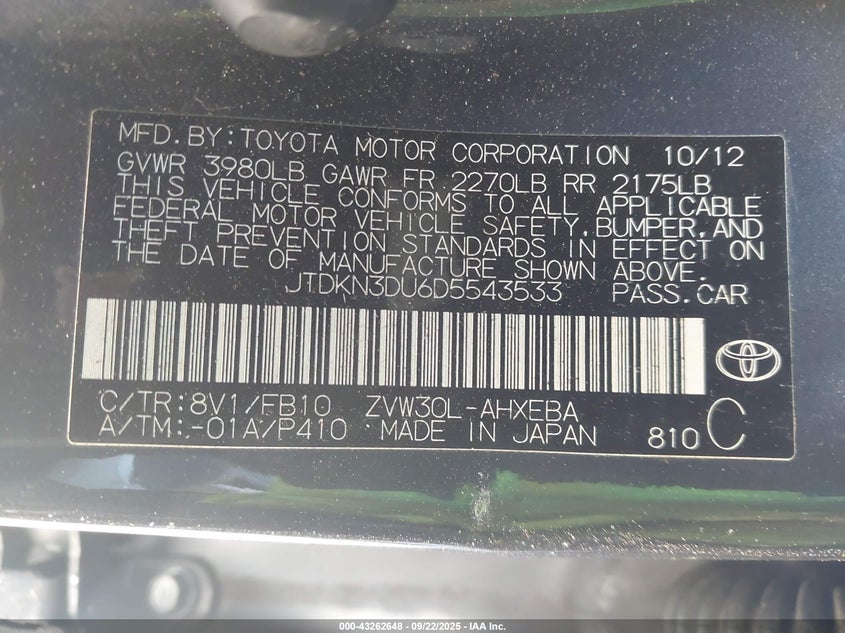 MFD.BY:TOYOTA MOTOR CORPORATION 10/12
GVWR 3980LB GAWR FR 2270LB RR 2175LB
THIS VEHICLE CONFORMS TO ALL APPLICABLE
FEDERAL MOTOR VEHICLE SAFETY,BUMPER,AND
THEFT PREVENTION STANDARDS IN EFFECT ON
THE DATE OF MANUFACTURE SHOWN ABOVE.
JTDKN3DU6D5543533 PASS.CAR
C/TR:8V1/FB10 ZVW30L-AHXEBA
A/TM:-01A/P410 MADE IN JAPAN 810 C
000-43262648 - 09/22/2025 - IAA Inc.